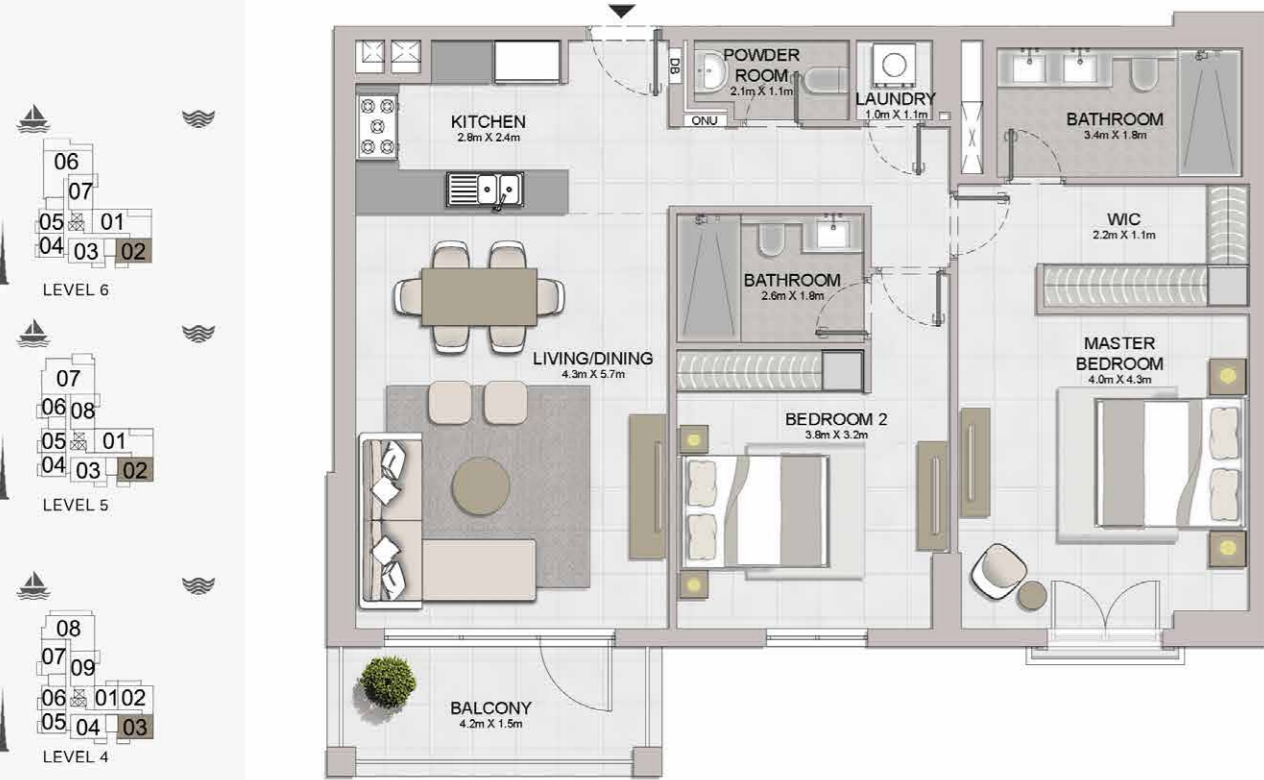 06
07
05
01
04
03
02
LEVEL 6
07
06
08
05
01
04
03
02
LEVEL 5
08
07
09
06
01
02
05
04
03
LEVEL 4
KITCHEN
2.8m X 2.4m
DB
ONU
POWDER
ROOM
2.1m X 1.1m
LAUNDRY
1.0m X 1.1m
BATHROOM
3.4m X 1.8m
WIC
2.2m X 1.1m
BATHROOM
2.6m X 1.8m
LIVING/DINING
4.3m X 5.7m
MASTER
BEDROOM
4.0m X 4.3m
BEDROOM 2
3.8m X 3.2m
BALCONY
4.2m X 1.5m